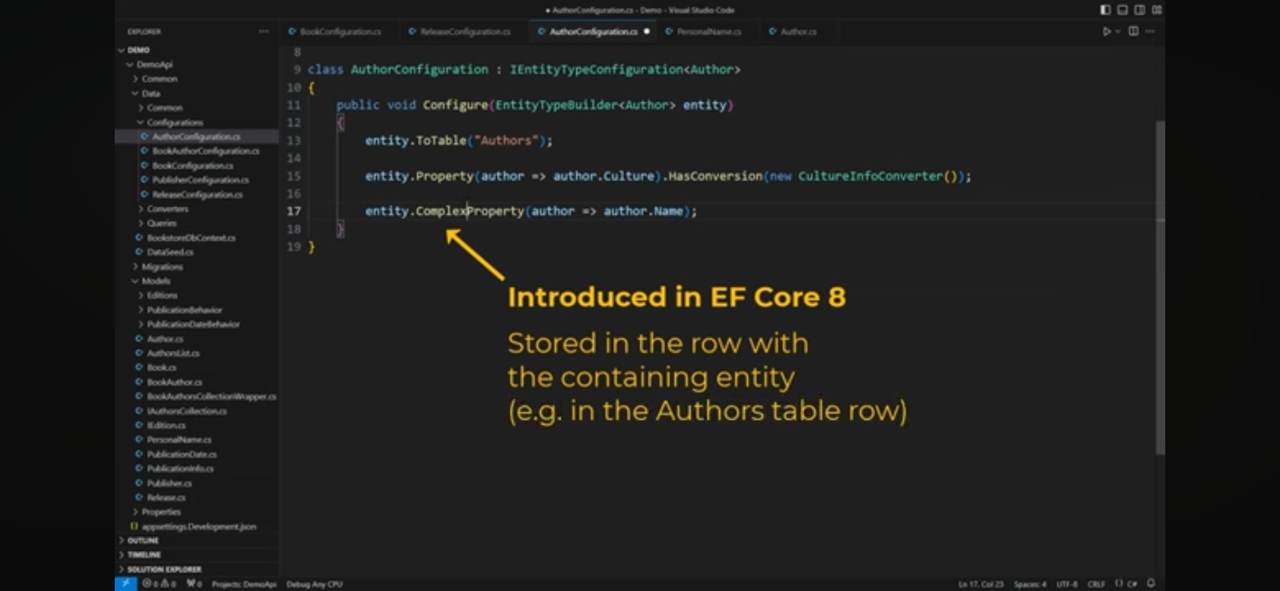 ● AuthorConfiguration.cs - Demo - Visual Studio Code
EXPLORER
BookConfiguration.cs
ReleaseConfiguration.cs
AuthorConfiguration.cs ●
PersonalName.cs
Author.cs
DEMO
DemoApi
Common
Data
Common
Configurations
AuthorConfiguration.cs
BookAuthorConfiguration.cs
BookConfiguration.cs
PublisherConfiguration.cs
ReleaseConfiguration.cs
Converters
Queries
BookstoreDbContext.cs
DataSeed.cs
Migrations
Models
Editions
PublicationBehavior
PublicationDateBehavior
Author.cs
AuthorsList.cs
Book.cs
BookAuthor.cs
BookAuthorsCollectionWrapper.cs
IAuthorsCollection.cs
IEdition.cs
PersonalName.cs
PublicationDate.cs
PublicationInfo.cs
Publisher.cs
Release.cs
Properties
{} appsettings.Development.json
OUTLINE
TIMELINE
SOLUTION EXPLORER
8
9 class AuthorConfiguration : IEntityTypeConfiguration<Author>
10 {
11 public void Configure(EntityTypeBuilder<Author> entity)
12 {
13 entity.ToTable("Authors");
14
15 entity.Property(author => author.Culture).HasConversion(new CultureInfoConverter());
16
17 entity.ComplexProperty(author => author.Name);
18 }
19 }
Introduced in EF Core 8
Stored in the row with
the containing entity
(e.g. in the Authors table row)
0 0 0 Projects: DemoApi Debug Any CPU Ln 17, Col 23 Spaces: 4 UTF-8 CRLF {} C#